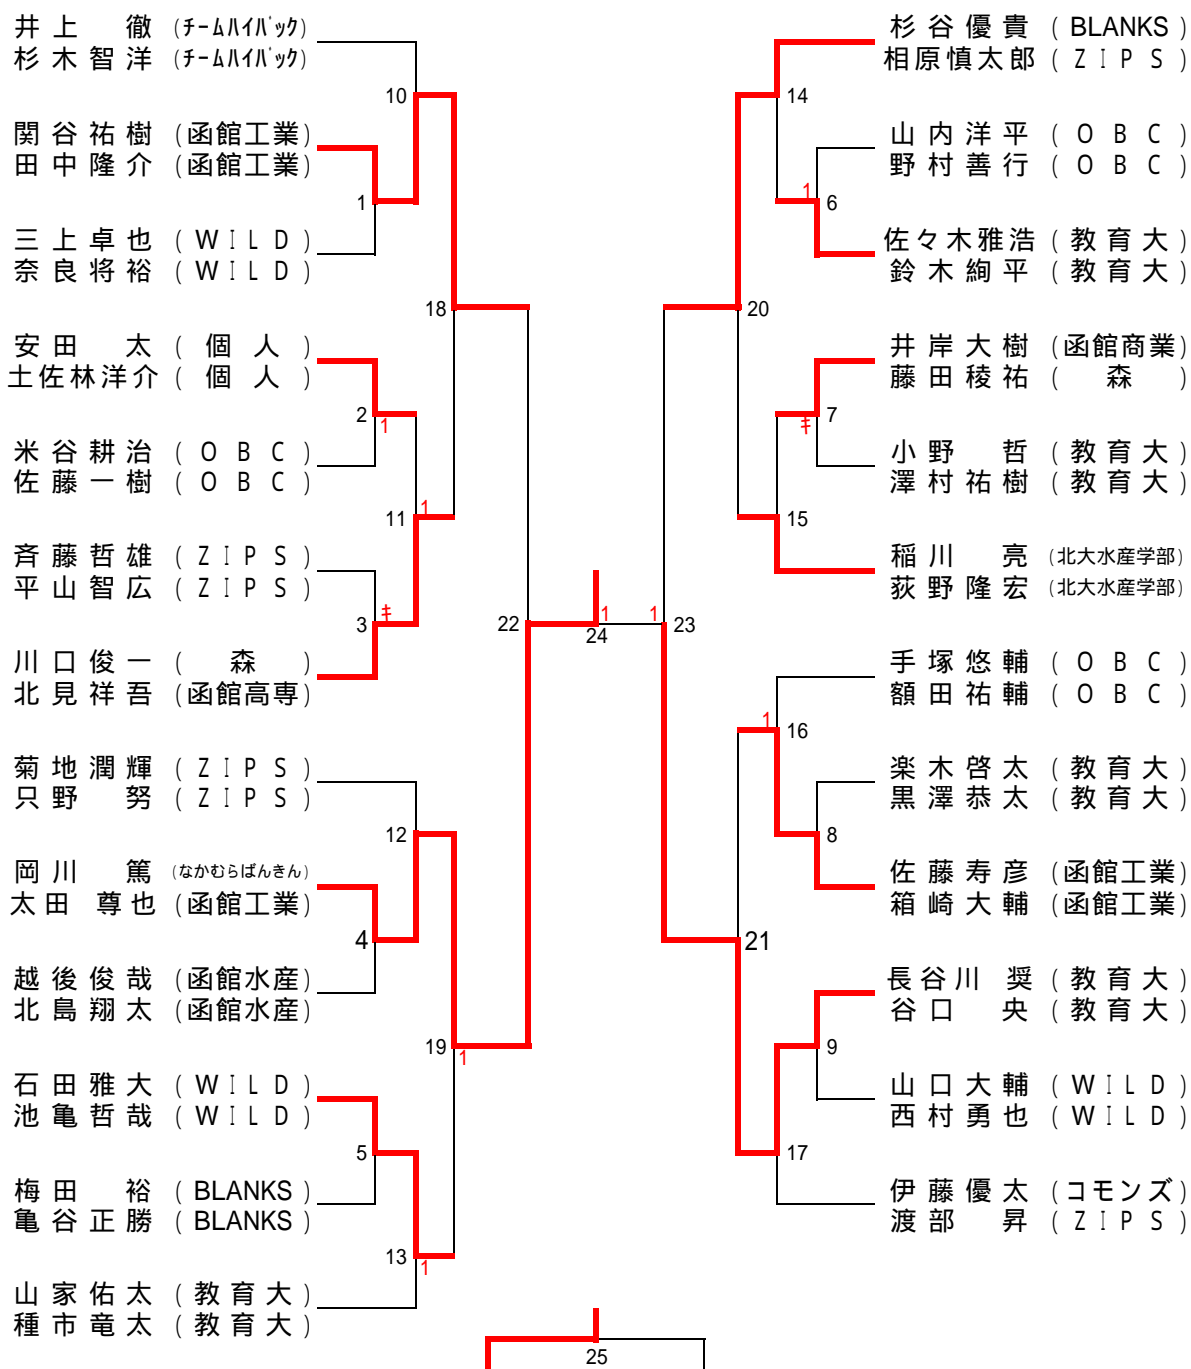 井上 徹 (チームハイパック)
杉木智洋 (チームハイパック)
10
関谷祐樹 (函館工業)
田中隆介 (函館工業)
1
三上卓也 (WILD)
奈良将裕 (WILD)
18
安田 太 (個人)
土佐林洋介 (個人)
2
1
米谷耕治 (OBC)
佐藤一樹 (OBC)
11
1
斉藤哲雄 (ZIPS)
平山智広 (ZIPS)
3
キ
川口俊一 (森)
北見祥吾 (函館高専)
22
菊地潤輝 (ZIPS)
只野 努 (ZIPS)
12
岡川 篤 (なかむらばんきん)
太田 尊也 (函館工業)
4
越後俊哉 (函館水産)
北島翔太 (函館水産)
19
1
石田雅大 (WILD)
池亀哲哉 (WILD)
5
梅田 裕 (BLANKS)
亀谷正勝 (BLANKS)
13
1
山家佑太 (教育大)
種市竜太 (教育大)
24
1
25
杉谷優貴 (BLANKS)
相原慎太郎 (ZIPS)
14
山内洋平 (OBC)
野村善行 (OBC)
1
6
佐々木雅浩 (教育大)
鈴木絢平 (教育大)
20
井岸大樹 (函館商業)
藤田稜祐 (森)
7
キ
小野 哲 (教育大)
澤村祐樹 (教育大)
15
稲川 亮 (北大水産学部)
荻野隆宏 (北大水産学部)
1
23
手塚悠輔 (OBC)
額田祐輔 (OBC)
1
16
楽木啓太 (教育大)
黒澤恭太 (教育大)
8
佐藤寿彦 (函館工業)
箱崎大輔 (函館工業)
21
長谷川 奨 (教育大)
谷口 央 (教育大)
9
山口大輔 (WILD)
西村勇也 (WILD)
17
伊藤優太 (コモンズ)
渡部 昇 (ZIPS)